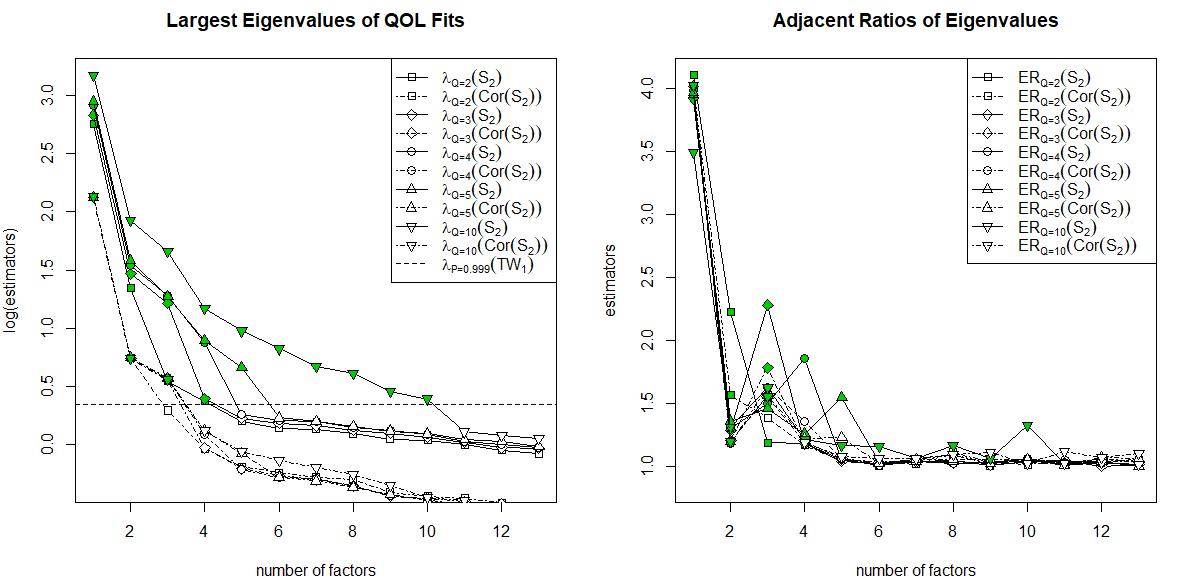 Largest Eigenvalues of QOL Fits
log(estimators)
0.0 0.5 1.0 1.5 2.0 2.5 3.0
λQ=2(S2)
λQ=2(Cor(S2))
λQ=3(S2)
λQ=3(Cor(S2))
λQ=4(S2)
λQ=4(Cor(S2))
λQ=5(S2)
λQ=5(Cor(S2))
λQ=10(S2)
λQ=10(Cor(S2))
λP=0.999(TW1)
2 4 6 8 10 12
number of factors
Adjacent Ratios of Eigenvalues
estimators
1.0 1.5 2.0 2.5 3.0 3.5 4.0
ERQ=2(S2)
ERQ=2(Cor(S2))
ERQ=3(S2)
ERQ=3(Cor(S2))
ERQ=4(S2)
ERQ=4(Cor(S2))
ERQ=5(S2)
ERQ=5(Cor(S2))
ERQ=10(S2)
ERQ=10(Cor(S2))
2 4 6 8 10 12
number of factors